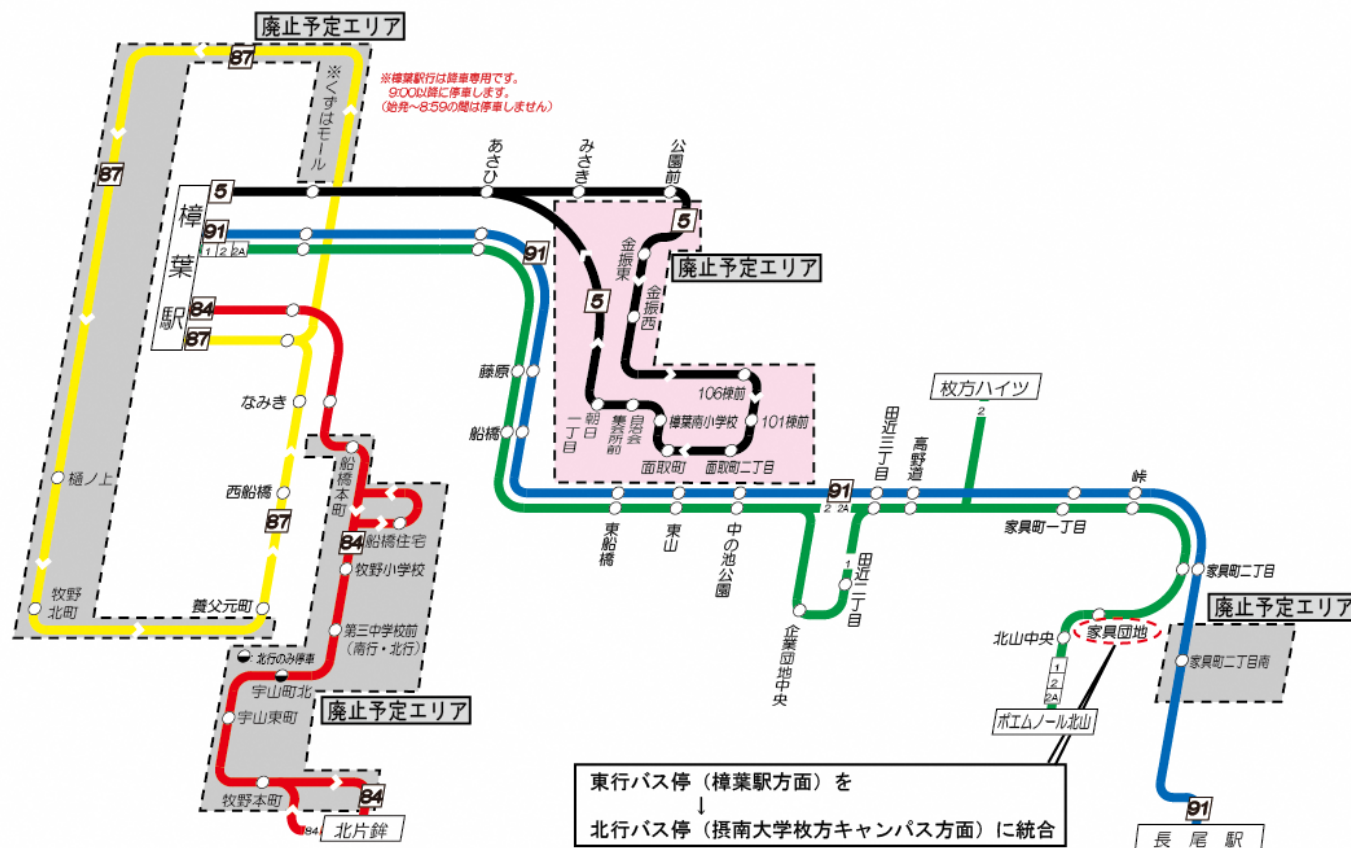 廃止予定エリア
87
※くずはモール
※樟葉駅行は降車専用です。
9:00以降に停車します。
(始発～8:59の間は停車しません)
87
樟葉駅
5
91
1 2 2A
84
87
あさひ
みさき
公園前
5
金振東
金振西
廃止予定エリア
91
5
藤原
船橋
106棟前
101棟前
樟葉南小学校
自治会
集会所前
朝日
一丁目
面取町
面取町二丁目
枚方ハイツ
2
なみき
西船橋
87
樋ノ上
牧野
北町
養父元町
船橋本町
船橋住宅
84
牧野小学校
第三中学校前
(南行・北行)
:北行のみ停車
宇山町北
宇山東町
廃止予定エリア
牧野本町
84
84
北片鉾
東船橋
東山
中の池公園
91
2 2A
田近三丁目
高野道
家具町一丁目
峠
企業団地中央
1
田近二丁目
家具町二丁目
廃止予定エリア
家具町二丁目南
家具団地
北山中央
1
2
2A
ポエムノール北山
91
長尾駅
東行バス停（樟葉駅方面）を
↓
北行バス停（摂南大学枚方キャンパス方面）に統合